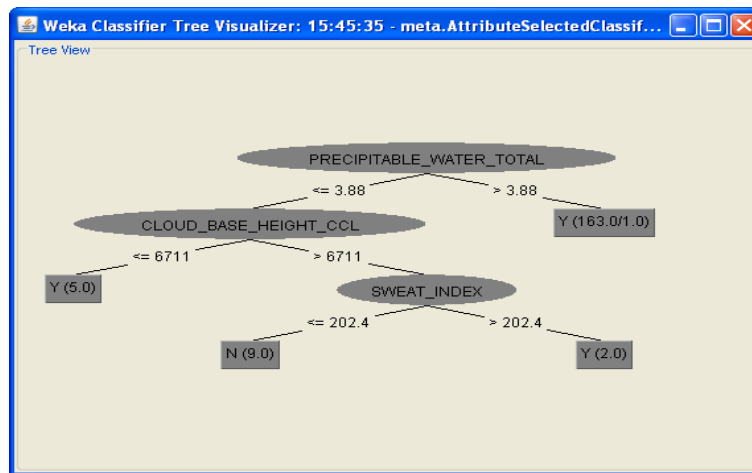 Weka Classifier Tree Visualizer: 15:45:35 - meta.AttributeSelectedClassif...
Tree View
PRECIPITABLE_WATER_TOTAL
<= 3.88
> 3.88
CLOUD_BASE_HEIGHT_CCL
Y (163.0/1.0)
<= 6711
> 6711
Y (5.0)
SWEAT_INDEX
<= 202.4
> 202.4
N (9.0)
Y (2.0)